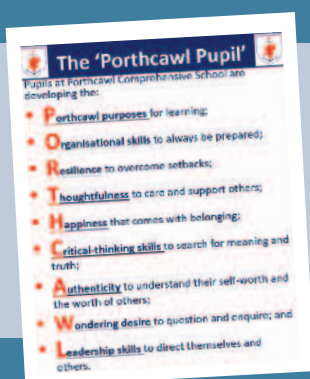 The 'Porthcawl Pupil'
Pupils at Porthcawl Comprehensive School are
developing the:
• Porthcawl purposes for learning;
• Organisational skills to always be prepared;
• Resilience to overcome setbacks;
• Thoughtfulness to care and support others;
• Happiness that comes with belonging;
• Critical-thinking skills to search for meaning and
truth;
• Authenticity to understand their self-worth and
the worth of others;
• Wondering desire to question and enquire; and
• Leadership skills to direct themselves and
others.